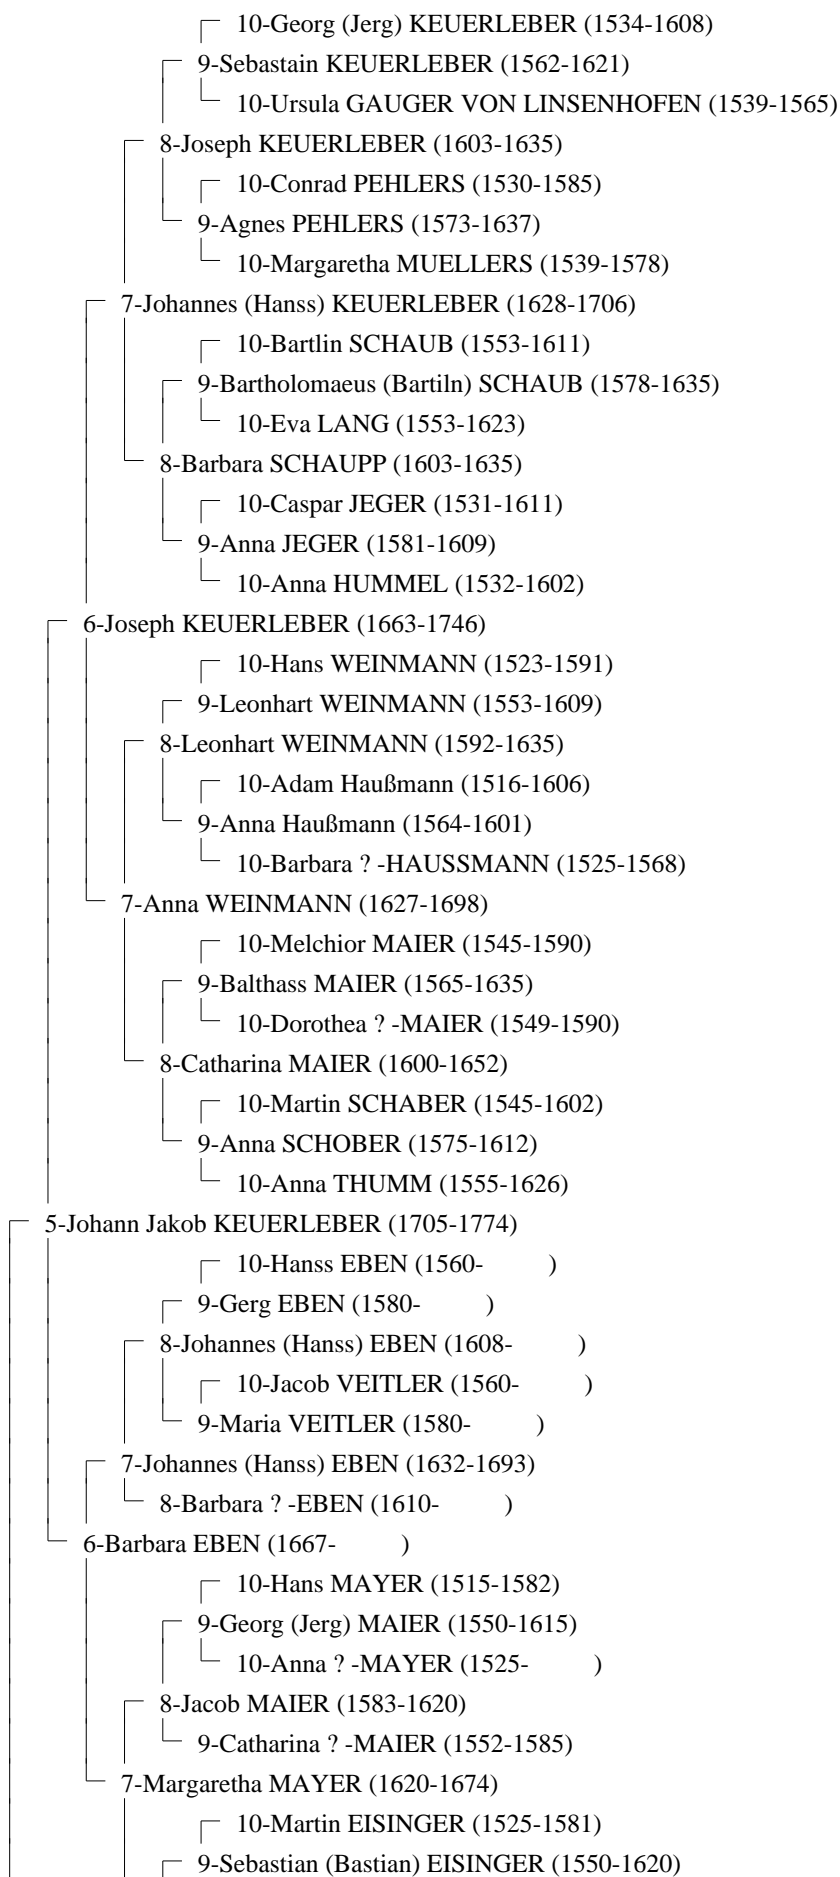 10-Georg (Jerg) KEUERLEBER (1534-1608)
9-Sebastain KEUERLEBER (1562-1621)
10-Ursula GAUGER VON LINSENHOFEN (1539-1565)
8-Joseph KEUERLEBER (1603-1635)
10-Conrad PEHLERS (1530-1585)
9-Agnes PEHLERS (1573-1637)
10-Margaretha MUELLERS (1539-1578)
7-Johannes (Hanss) KEUERLEBER (1628-1706)
10-Bartlin SCHAUB (1553-1611)
9-Bartholomaeus (Bartiln) SCHAUB (1578-1635)
10-Eva LANG (1553-1623)
8-Barbara SCHAUPP (1603-1635)
10-Caspar JEGER (1531-1611)
9-Anna JEGER (1581-1609)
10-Anna HUMMEL (1532-1602)
6-Joseph KEUERLEBER (1663-1746)
10-Hans WEINMANN (1523-1591)
9-Leonhart WEINMANN (1553-1609)
8-Leonhart WEINMANN (1592-1635)
10-Adam Haußmann (1516-1606)
9-Anna Haußmann (1564-1601)
10-Barbara ? -HAUSSMANN (1525-1568)
7-Anna WEINMANN (1627-1698)
10-Melchior MAIER (1545-1590)
9-Balthass MAIER (1565-1635)
10-Dorothea ? -MAIER (1549-1590)
8-Catharina MAIER (1600-1652)
10-Martin SCHABER (1545-1602)
9-Anna SCHOBER (1575-1612)
10-Anna THUMM (1555-1626)
5-Johann Jakob KEUERLEBER (1705-1774)
10-Hanss EBEN (1560- )
9-Gerg EBEN (1580- )
8-Johannes (Hanss) EBEN (1608- )
10-Jacob VEITLER (1560- )
9-Maria VEITLER (1580- )
7-Johannes (Hanss) EBEN (1632-1693)
8-Barbara ? -EBEN (1610- )
6-Barbara EBEN (1667- )
10-Hans MAYER (1515-1582)
9-Georg (Jerg) MAIER (1550-1615)
10-Anna ? -MAYER (1525- )
8-Jacob MAIER (1583-1620)
9-Catharina ? -MAIER (1552-1585)
7-Margaretha MAYER (1620-1674)
10-Martin EISINGER (1525-1581)
9-Sebastian (Bastian) EISINGER (1550-1620)